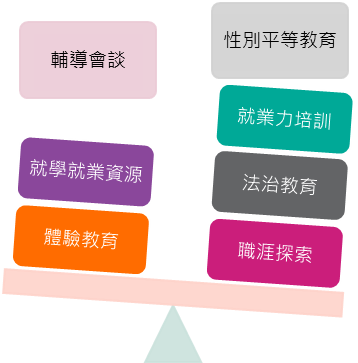 輔導會談
就學就業資源
體驗教育
性別平等教育
就業力培訓
法治教育
職涯探索